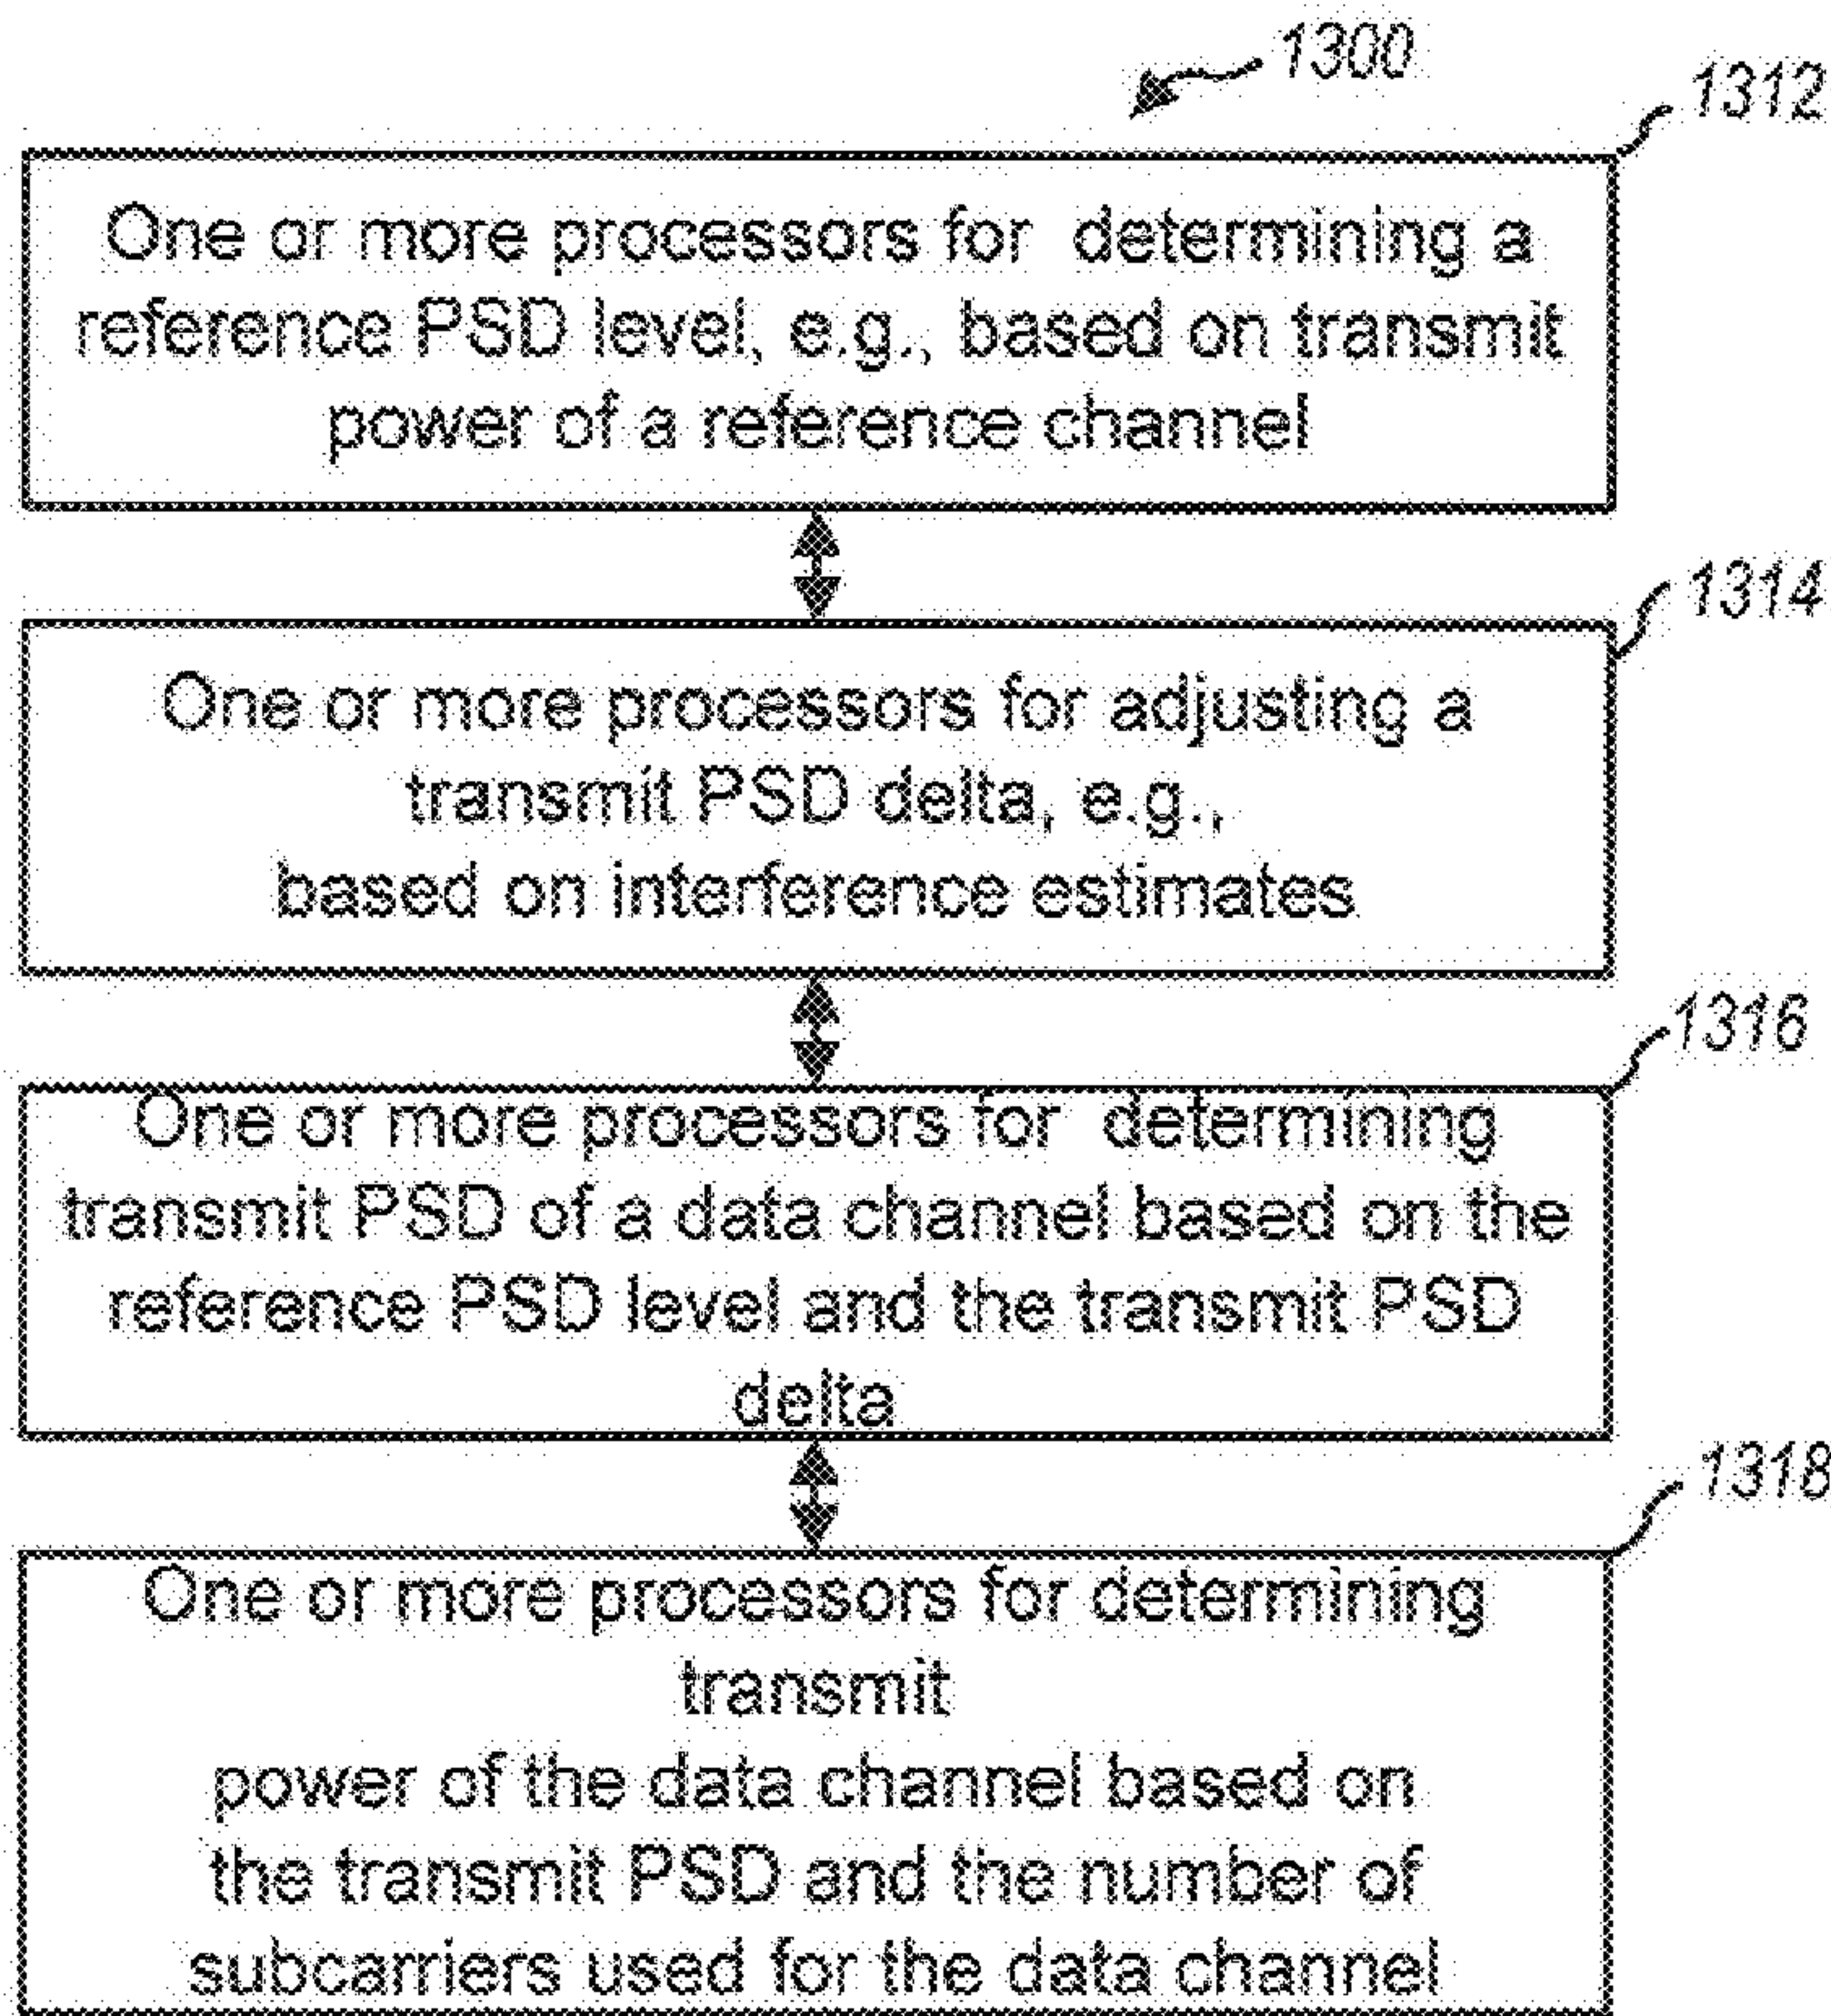 1300
1312
One or more processors for determining a
reference PSD level, e.g., based on transmit
power of a reference channel
1314
One or more processors for adjusting a
transmit PSD delta, e.g.,
based on interference estimates
1316
One or more processors for determining
transmit PSD of a data channel based on the
reference PSD level and the transmit PSD
delta
1318
One or more processors for determining
transmit
power of the data channel based on
the transmit PSD and the number of
subcarriers used for the data channel